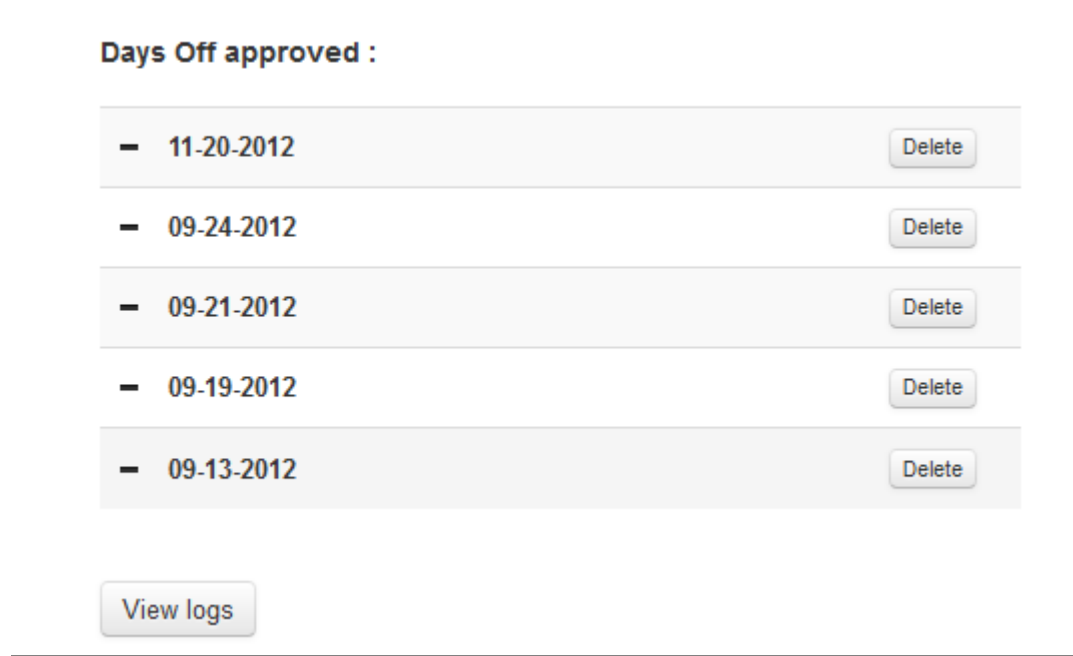 Days Off approved :
– 11-20-2012 Delete
– 09-24-2012 Delete
– 09-21-2012 Delete
– 09-19-2012 Delete
– 09-13-2012 Delete
View logs